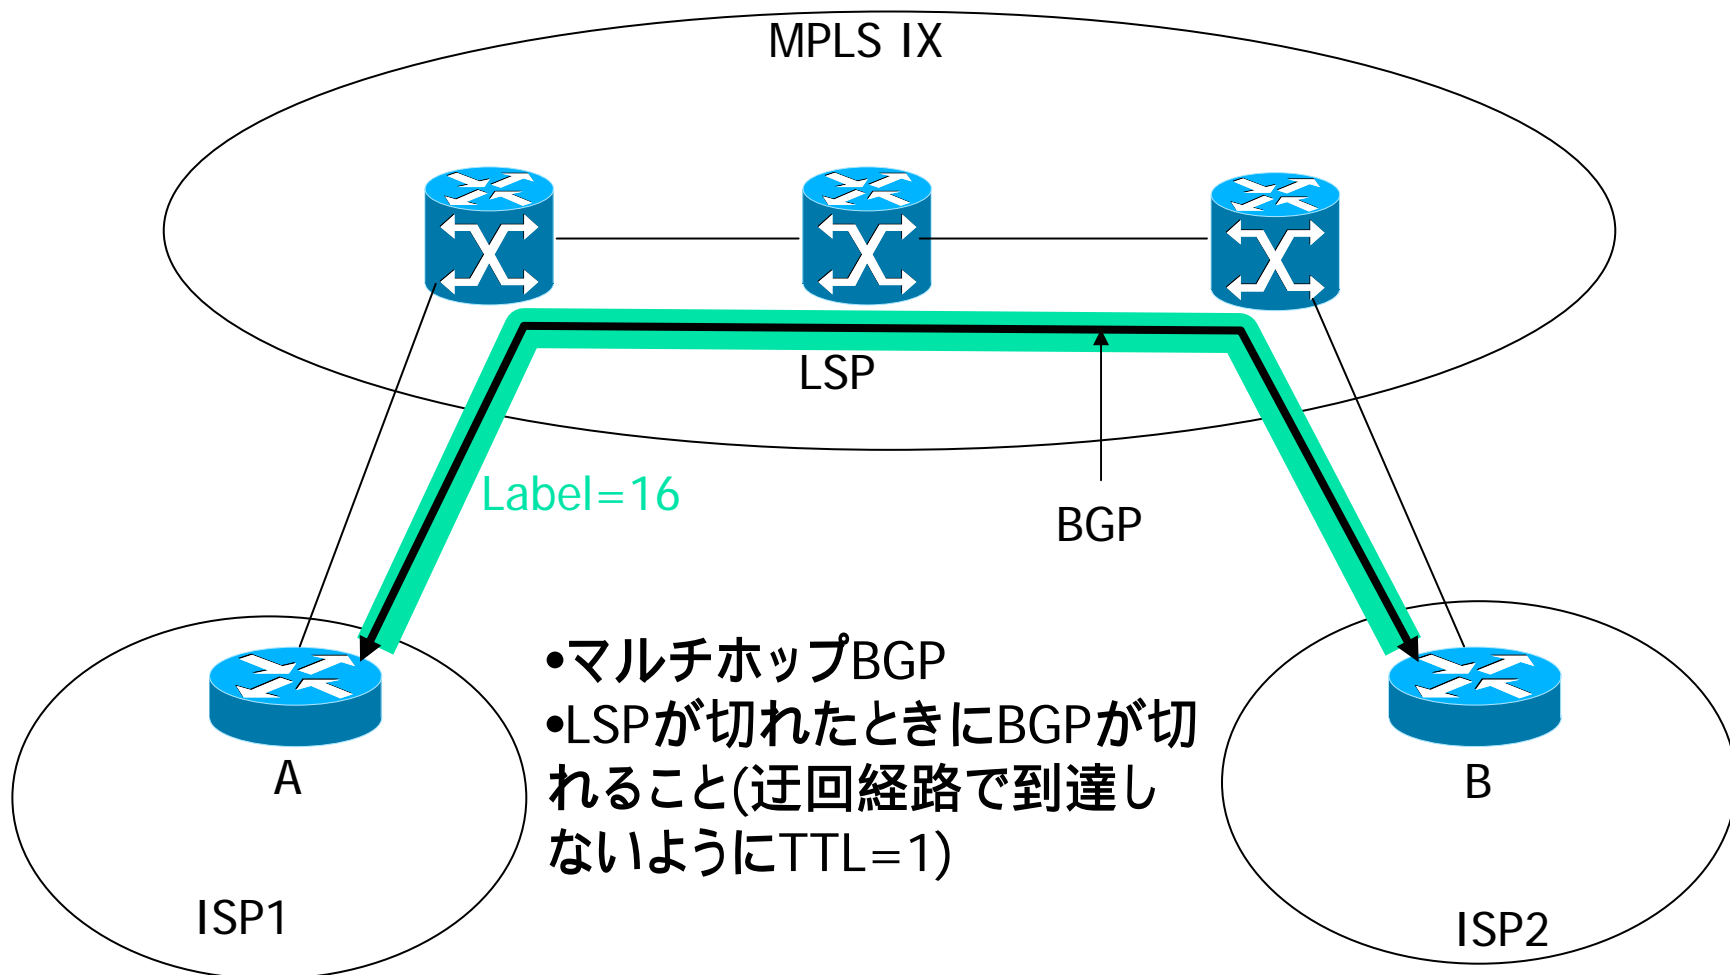 MPLS IX
LSP
Label=16
BGP
•マルチホップBGP
•LSPが切れたときにBGPが切
れること(迂回経路で到達し
ないようにTTL=1)
A
B
ISP1
ISP2